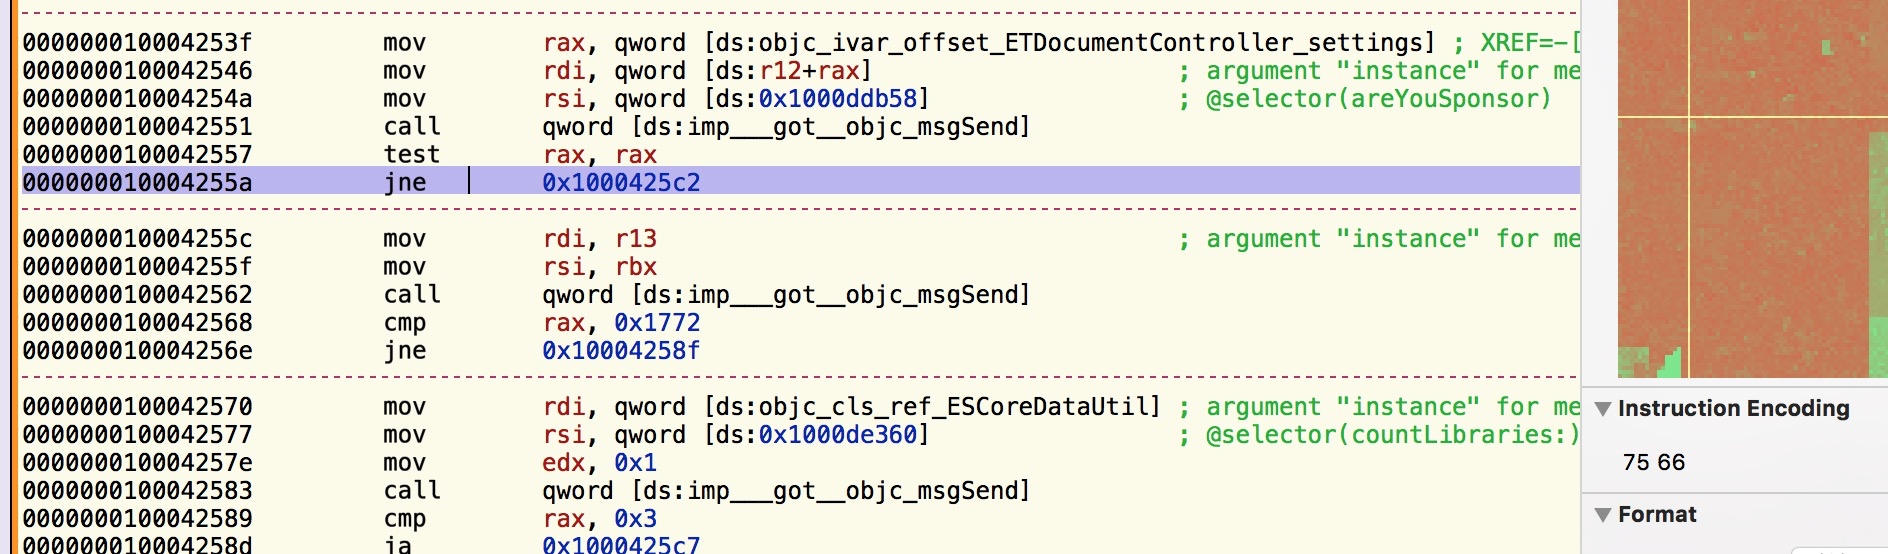 000000010004253f mov rax, qword [ds:objc_ivar_offset_ETDocumentController_settings] ; XREF=-[
0000000100042546 mov rdi, qword [ds:r12+rax] ; argument "instance" for me
000000010004254a mov rsi, qword [ds:0x1000ddb58] ; @selector(areYouSponsor)
0000000100042551 call qword [ds:imp___got__objc_msgSend]
0000000100042557 test rax, rax
000000010004255a jne 0x1000425c2
000000010004255c mov rdi, r13 ; argument "instance" for me
000000010004255f mov rsi, rbx
0000000100042562 call qword [ds:imp___got__objc_msgSend]
0000000100042568 cmp rax, 0x1772
000000010004256e jne 0x10004258f
0000000100042570 mov rdi, qword [ds:objc_cls_ref_ESCoreDataUtil] ; argument "instance" for me
0000000100042577 mov rsi, qword [ds:0x1000de360] ; @selector(countLibraries:)
000000010004257e mov edx, 0x1
0000000100042583 call qword [ds:imp___got__objc_msgSend]
0000000100042589 cmp rax, 0x3
000000010004258d ja 0x1000425c7
Instruction Encoding
75 66
Format